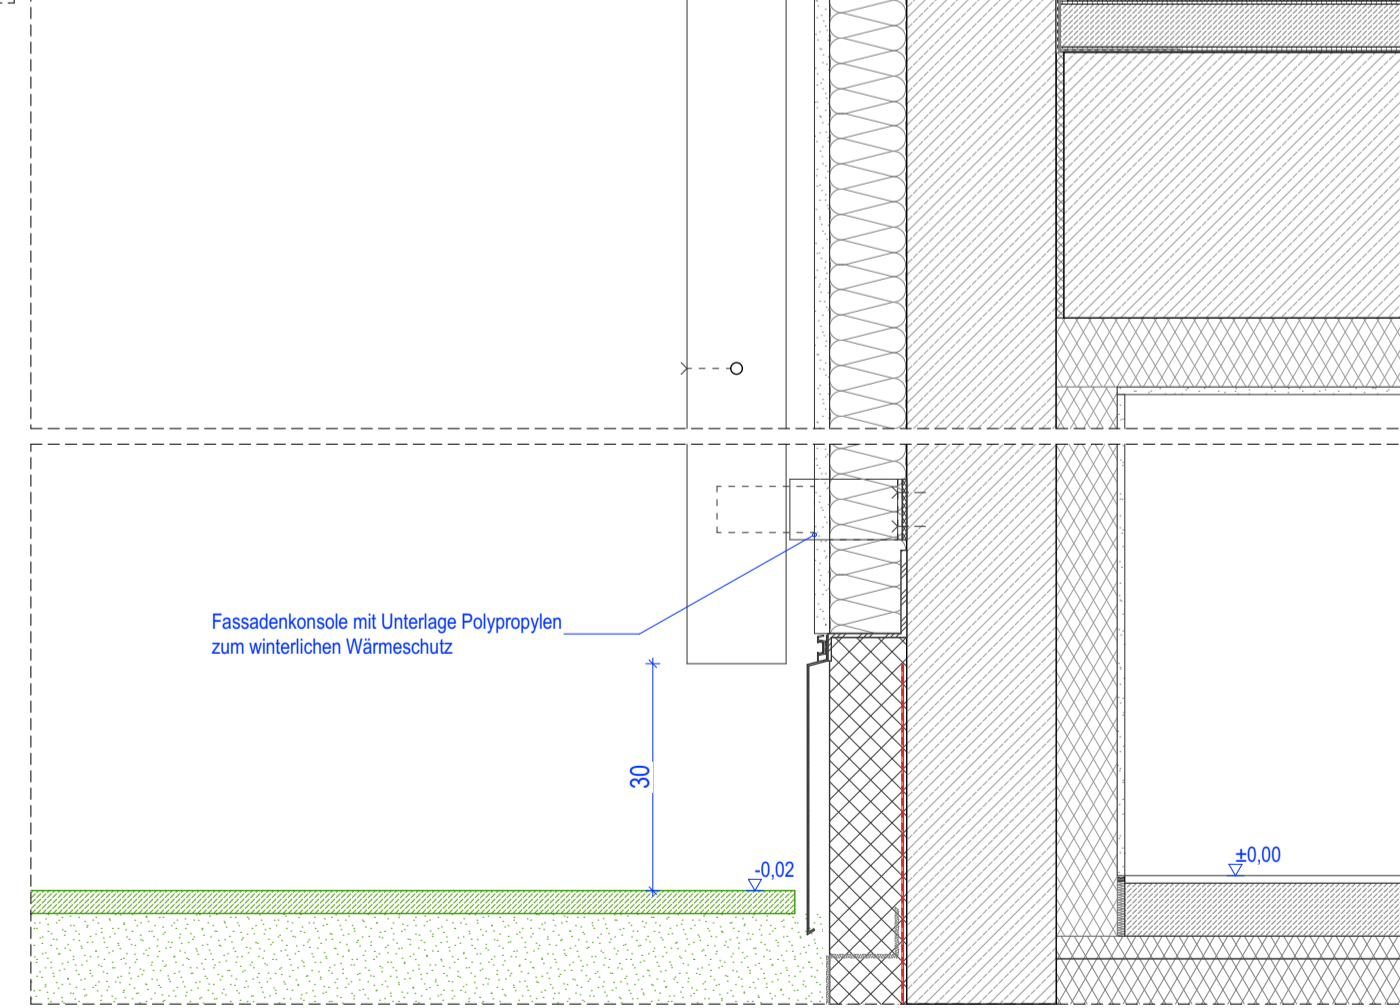 Fassadenkonsole mit Unterlage Polypropylen
zum winterlichen Wärmeschutz
30
-0,02
±0,00